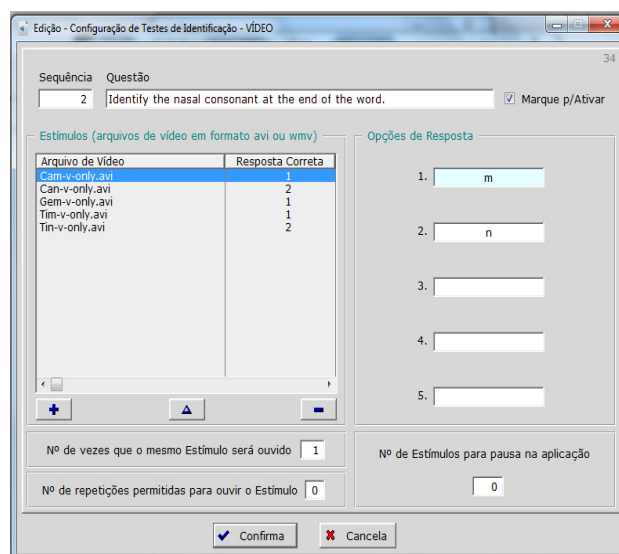 Edição - Configuração de Testes de Identificação - VÍDEO
34
Sequência Questão
2 Identify the nasal consonant at the end of the word. Marque p/Ativar
Estímulos (arquivos de vídeo em formato avi ou wmv)
Arquivo de Vídeo Resposta Correta
Cam-v-only.avi 1
Can-v-only.avi 2
Gem-v-only.avi 1
Tim-v-only.avi 1
Tin-v-only.avi 2
Opções de Resposta
1. m
2. n
3.
4.
5.
Nº de vezes que o mesmo Estímulo será ouvido 1
Nº de repetições permitidas para ouvir o Estímulo 0
Nº de Estímulos para pausa na aplicação
0
Confirma Cancela